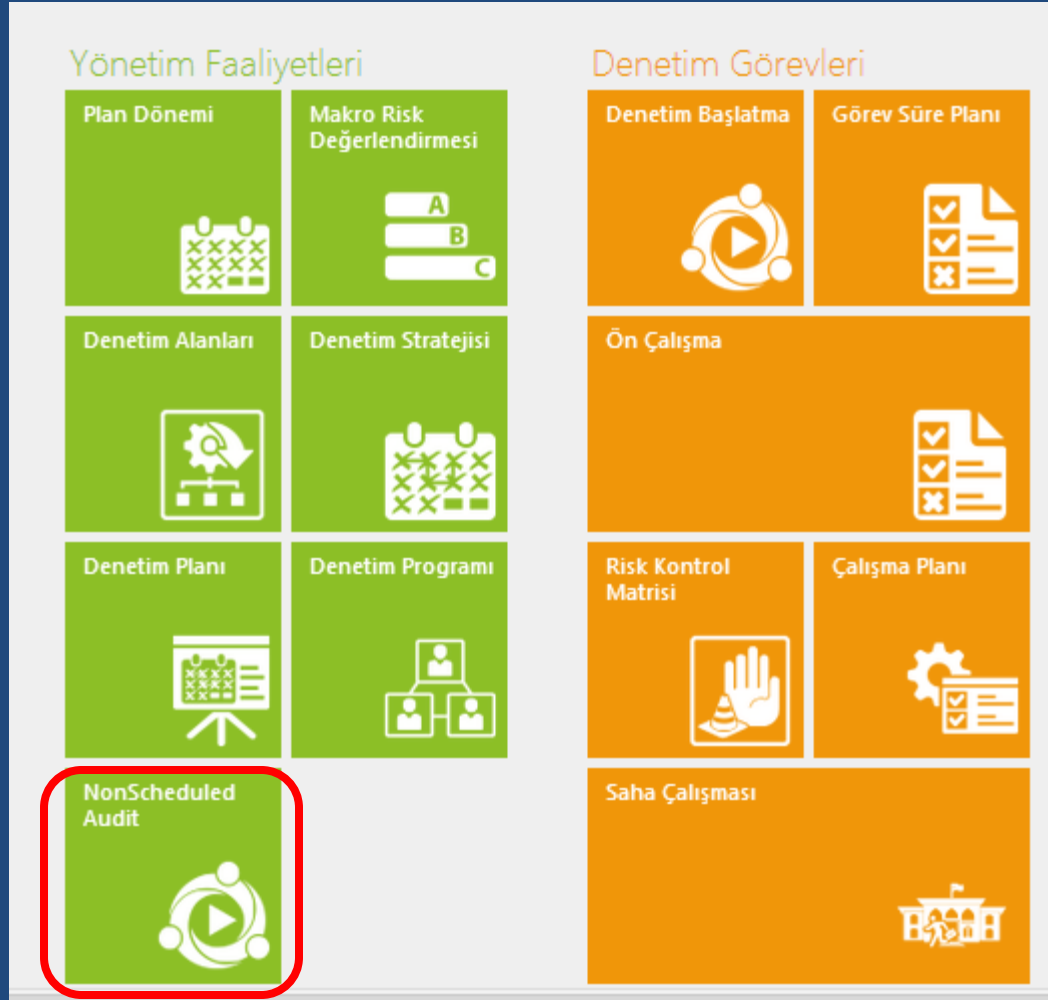 Yönetim Faaliyetleri
Plan Dönemi
Makro Risk
Değerlendirmesi
A
B
C
Denetim Alanları
Denetim Stratejisi
Denetim Planı
Denetim Programı
NonScheduled
Audit
Denetim Görevleri
Denetim Başlatma
Görev Süre Planı
Ön Çalışma
Risk Kontrol
Matrisi
Çalışma Planı
Saha Çalışması